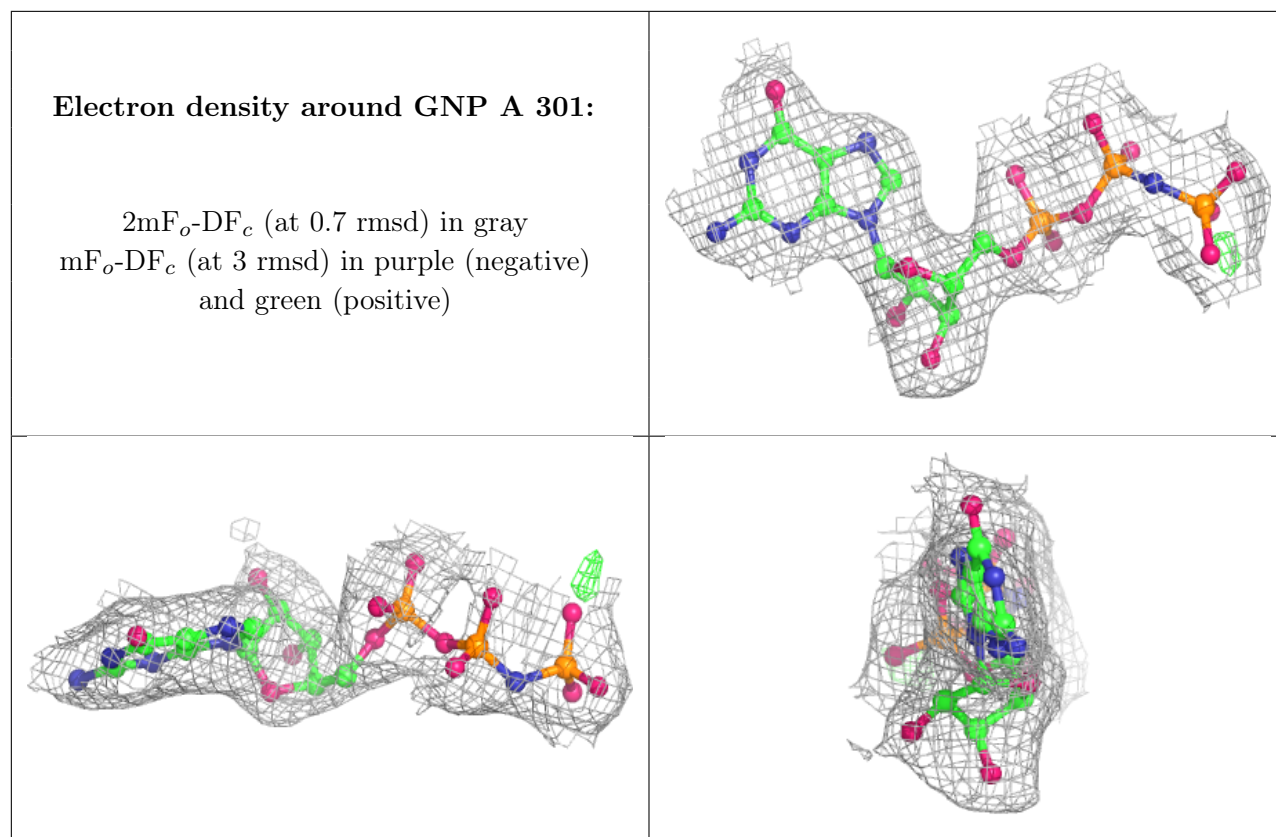 Electron density around GNP A 301:
2mFo-DFc (at 0.7 rmsd) in gray
mFo-DFc (at 3 rmsd) in purple (negative)
and green (positive)